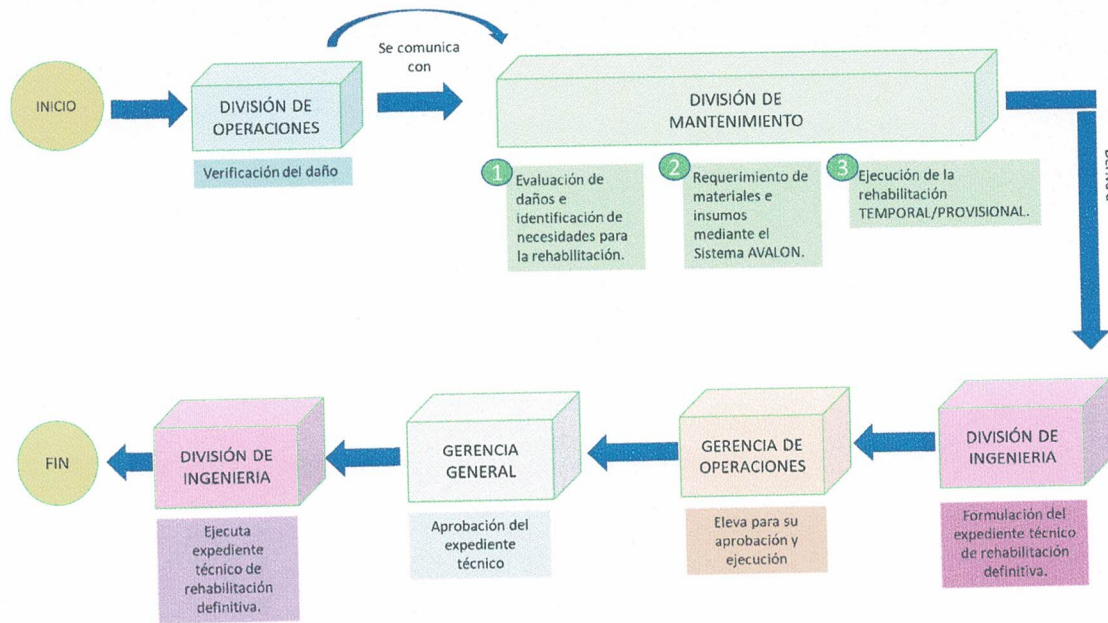 Se comunica
con
INICIO
DIVISIÓN DE
OPERACIONES
Verificación del daño
DIVISIÓN DE
MANTENIMIENTO
1
Evaluación de
daños e
identificación de
necesidades para
la rehabilitación.
2
Requerimiento de
materiales e
insumos
mediante el
Sistema AVALON.
3
Ejecución de la
rehabilitación
TEMPORAL/PROVISIONAL.
DIVISIÓN DE
INGENIERIA
Formulación del
expediente técnico
de rehabilitación
definitiva.
GERENCIA DE
OPERACIONES
Eleva para su
aprobación y
ejecución
GERENCIA
GENERAL
Aprobación del
expediente
técnico
DIVISIÓN DE
INGENIERIA
Ejecuta
expediente
técnico de
rehabilitación
definitiva.
FIN